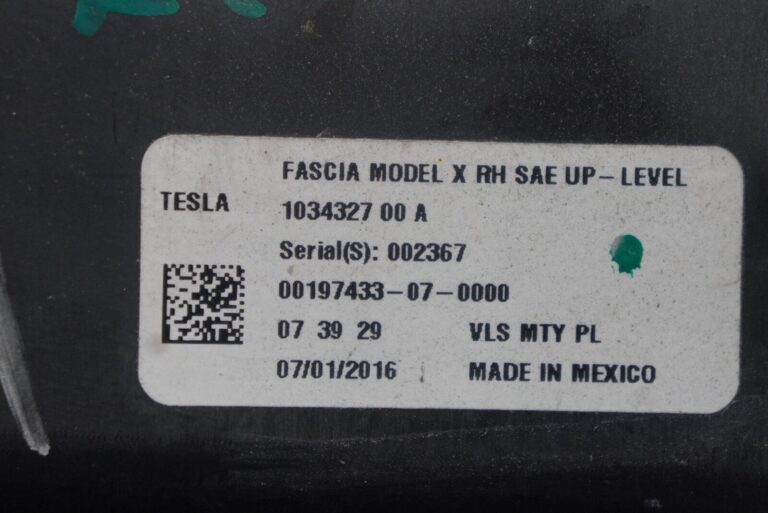 FASCIA MODEL X RH SAE UP-LEVEL
TESLA
1034327 00 A
Serial(S): 002367
00197433-07-0000
07 39 29 VLS MTY PL
07/01/2016 MADE IN MEXICO